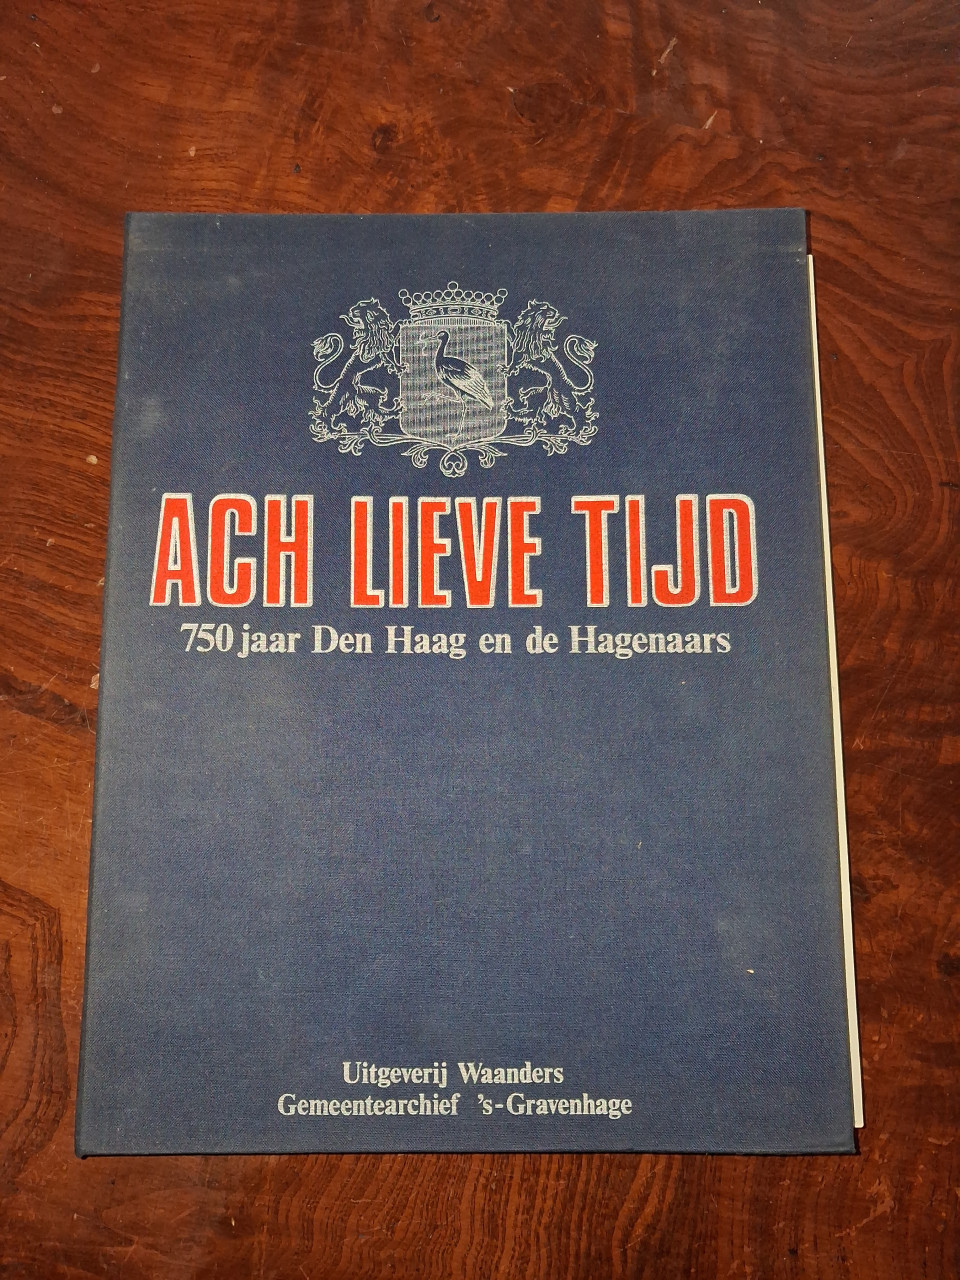 ACH LIEVE TIJD
750 jaar Den Haag en de Hagenaars
Uitgeverij Waanders
Gemeentearchief 's-Gravenhage